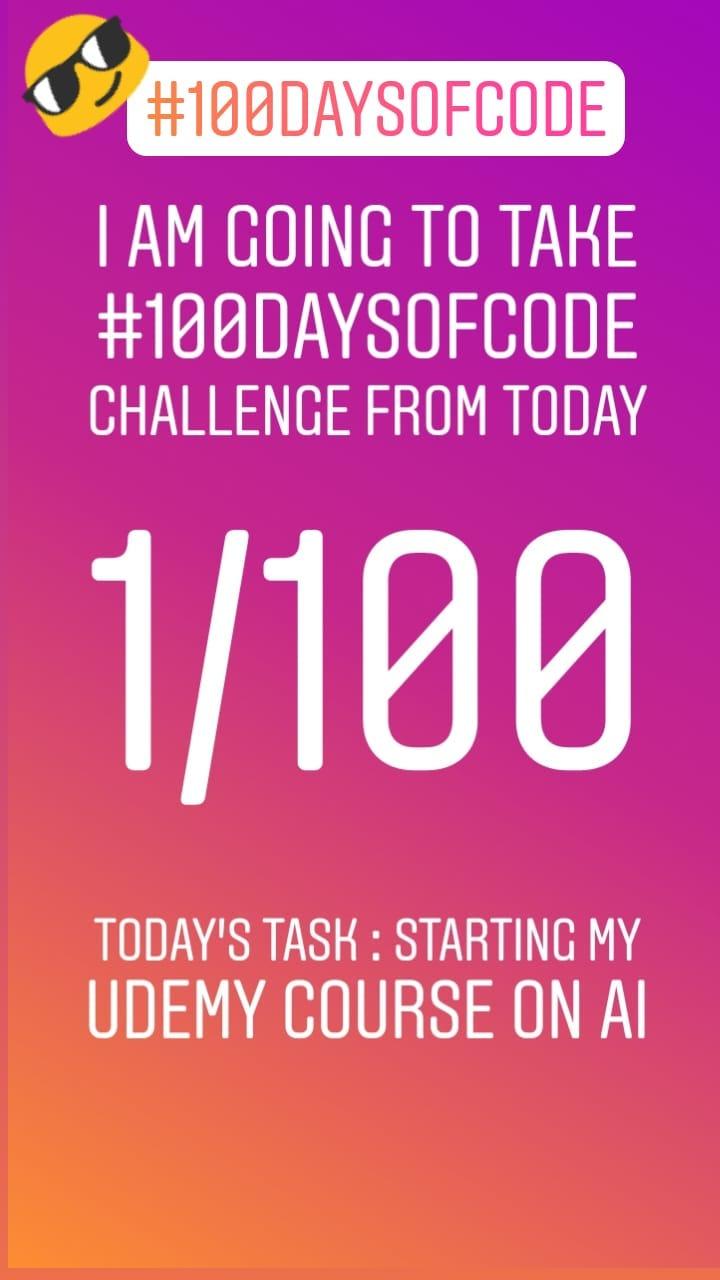 #100DAYSOFCODE
I AM GOING TO TAKE
#100DAYSOFCODE
CHALLENGE FROM TODAY
1/100
TODAY'S TASK : STARTING MY
UDEMY COURSE ON AI